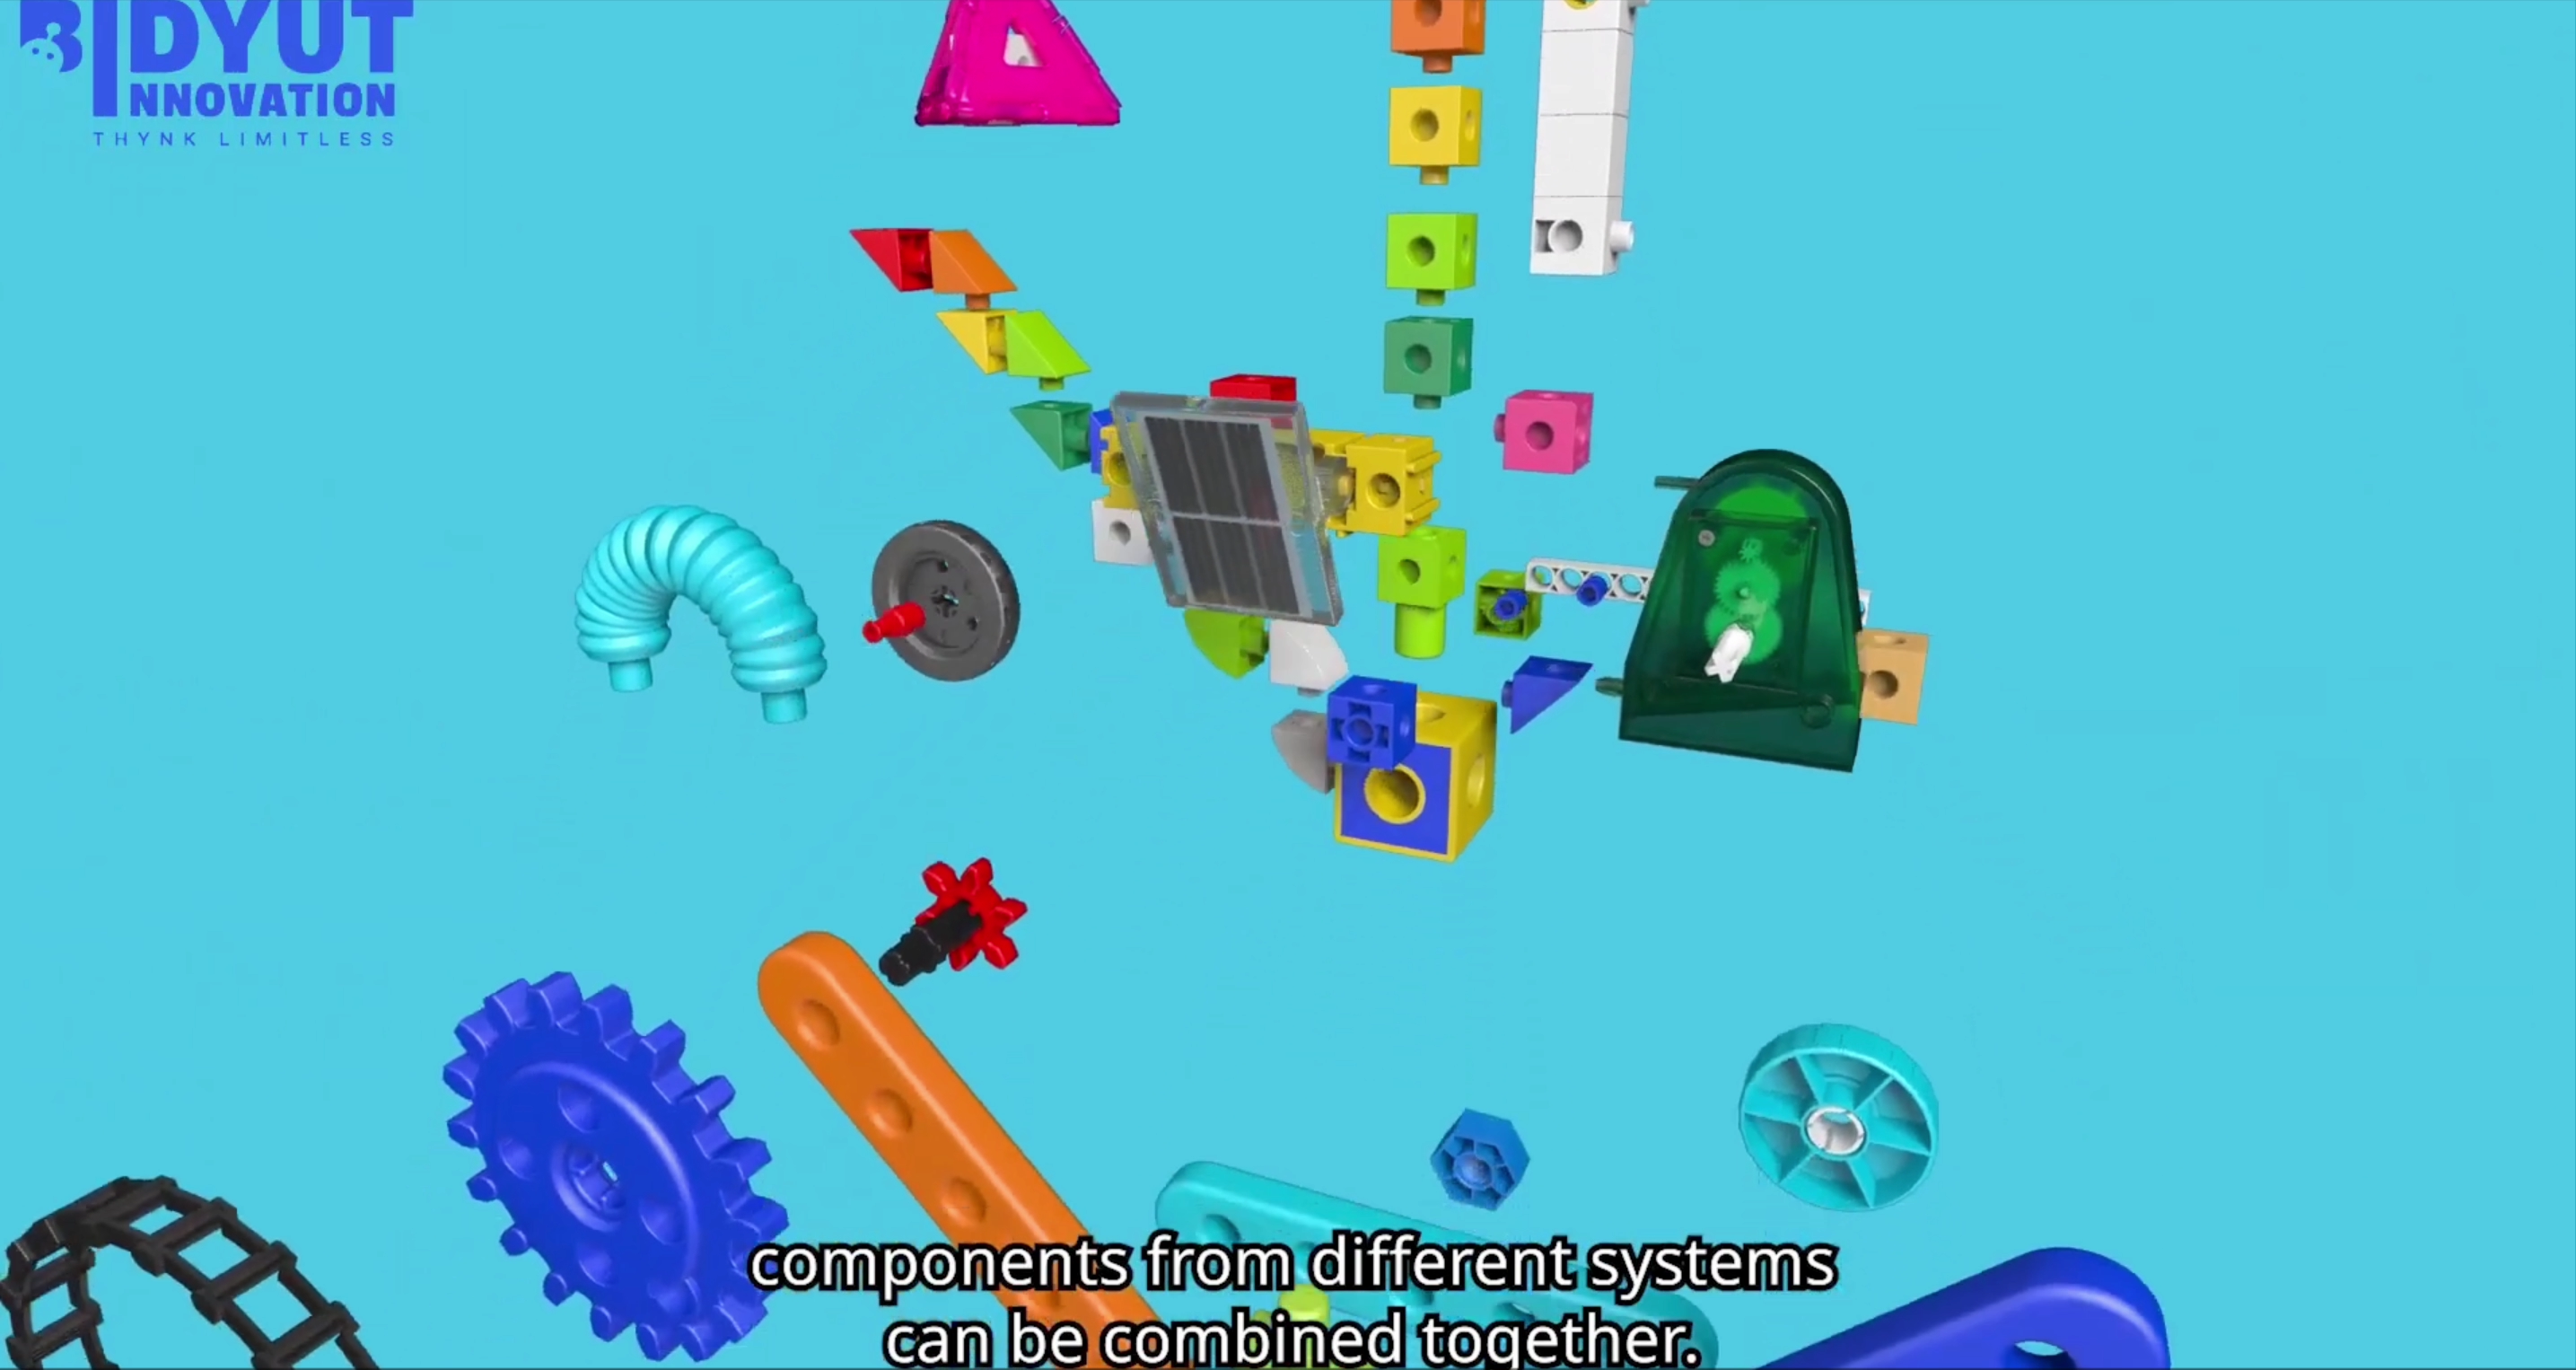 BIDYUT
INNOVATION
THYNK LIMITLESS
components from different systems
can be combined together.